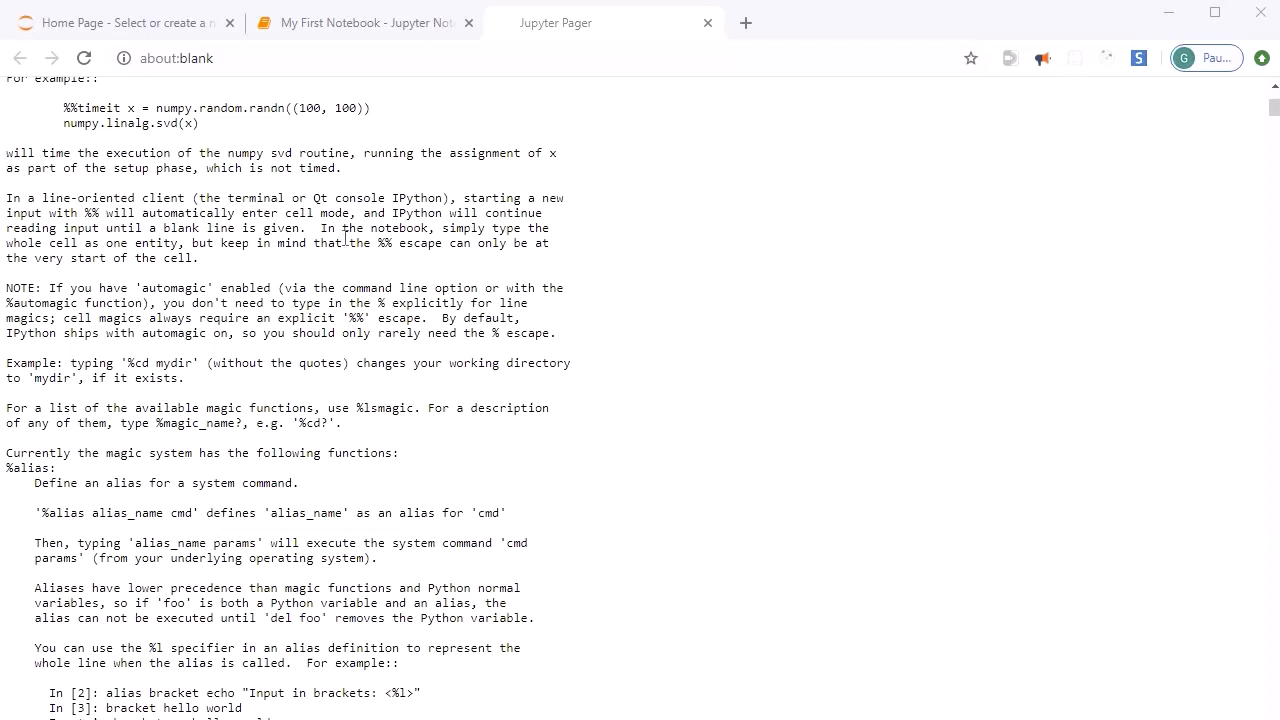 Home Page - Select or create a n
My First Notebook - Jupyter Note
Jupyter Pager
about:blank
S
G
Pau...
For example::
%%timeit x = numpy.random.randn((100, 100))
numpy.linalg.svd(x)
will time the execution of the numpy svd routine, running the assignment of x
as part of the setup phase, which is not timed.
In a line-oriented client (the terminal or Qt console IPython), starting a new
input with %% will automatically enter cell mode, and IPython will continue
reading input until a blank line is given.  In the notebook, simply type the
whole cell as one entity, but keep in mind that the %% escape can only be at
the very start of the cell.
NOTE: If you have 'automagic' enabled (via the command line option or with the
%automagic function), you don't need to type in the % explicitly for line
magics; cell magics always require an explicit '%%' escape.  By default,
IPython ships with automagic on, so you should only rarely need the % escape.
Example: typing '%cd mydir' (without the quotes) changes your working directory
to 'mydir', if it exists.
For a list of the available magic functions, use %lsmagic. For a description
of any of them, type %magic_name?, e.g. '%cd?'.
Currently the magic system has the following functions:
%alias:
Define an alias for a system command.
'%alias alias_name cmd' defines 'alias_name' as an alias for 'cmd'
Then, typing 'alias_name params' will execute the system command 'cmd
params' (from your underlying operating system).
Aliases have lower precedence than magic functions and Python normal
variables, so if 'foo' is both a Python variable and an alias, the
alias can not be executed until 'del foo' removes the Python variable.
You can use the %l specifier in an alias definition to represent the
whole line when the alias is called.  For example::
In [2]: alias bracket echo "Input in brackets: <%l>"
In [3]: bracket hello world